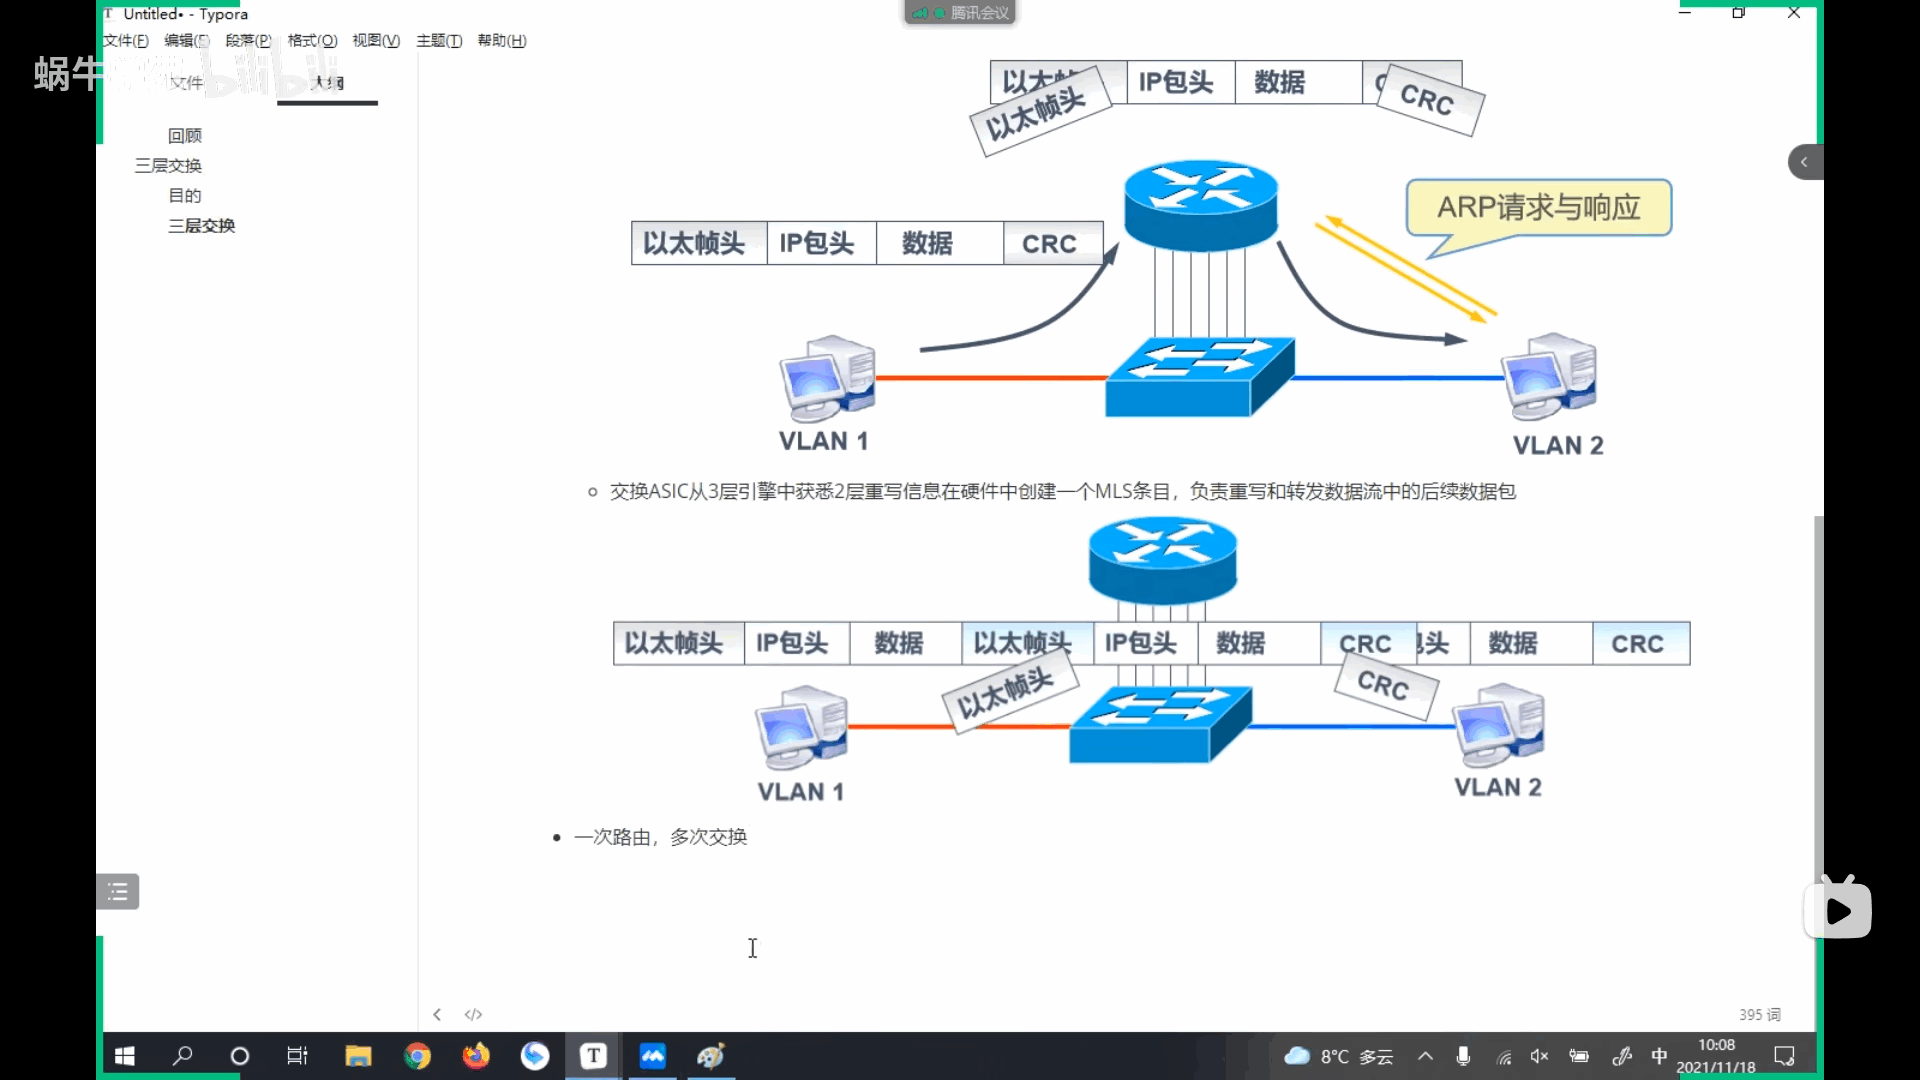 Untitled• - Typora
腾讯会议
文件(F) 编辑(E) 段落(P) 格式(O) 视图(V) 主题(T) 帮助(H)
蜗牛
bilibili
文件
大纲
回顾
三层交换
目的
三层交换
以太帧头 IP包头 数据
以太帧头
CRC
ARP请求与响应
以太帧头 IP包头 数据 CRC
VLAN 1
VLAN 2
交换ASIC从3层引擎中获悉2层重写信息在硬件中创建一个MLS条目，负责重写和转发数据流中的后续数据包
以太帧头 IP包头 数据 以太帧头 IP包头 数据 CRC 头 数据 CRC
以太帧头
CRC
VLAN 1
VLAN 2
一次路由，多次交换
395 词
8°C 多云
中
10:08
2021/11/18